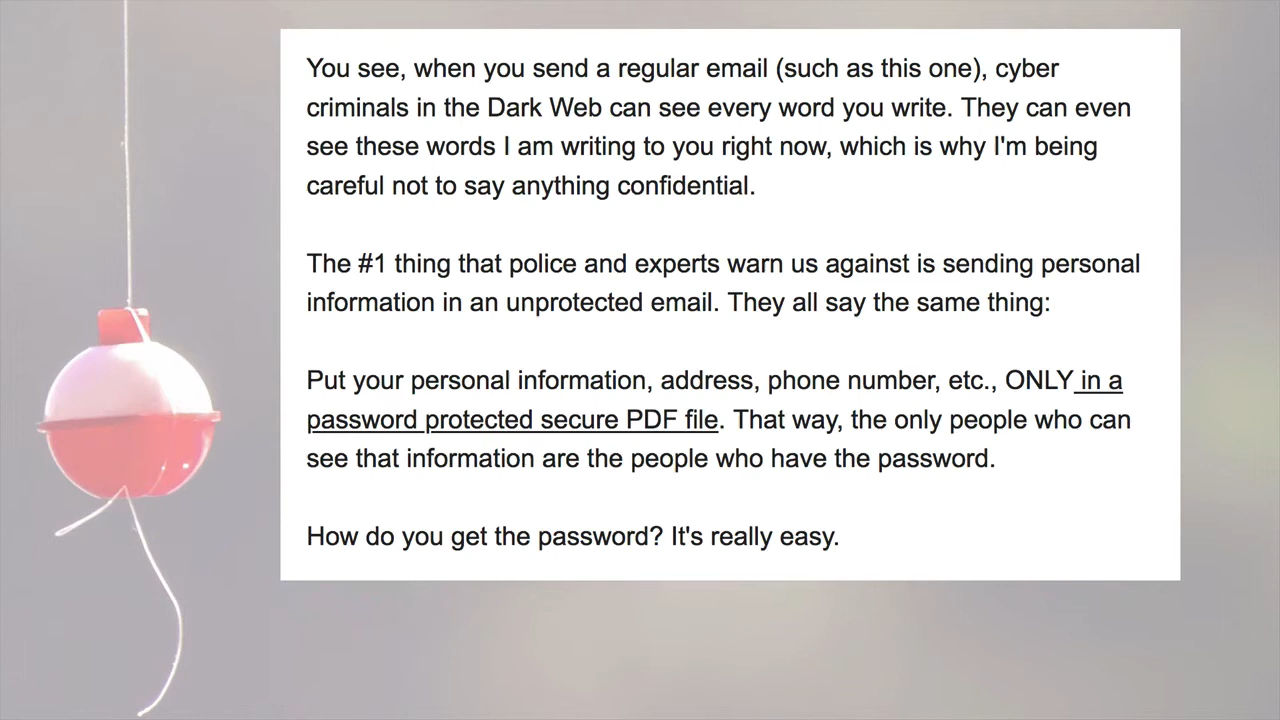 You see, when you send a regular email (such as this one), cyber
criminals in the Dark Web can see every word you write. They can even
see these words I am writing to you right now, which is why I'm being
careful not to say anything confidential.
The #1 thing that police and experts warn us against is sending personal
information in an unprotected email. They all say the same thing:
Put your personal information, address, phone number, etc., ONLY in a
password protected secure PDF file. That way, the only people who can
see that information are the people who have the password.
How do you get the password? It's really easy.